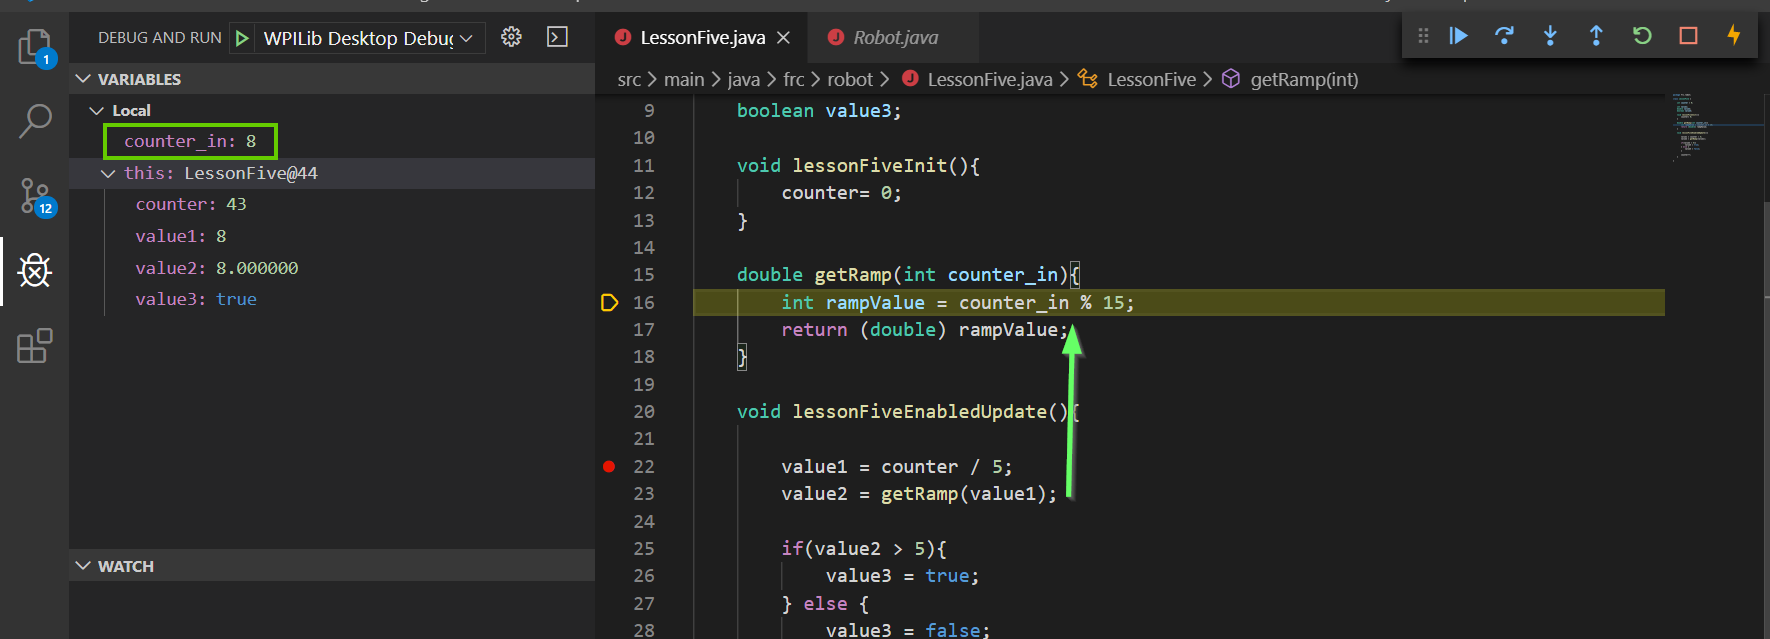 DEBUG AND RUN
WPILib Desktop Debug
VARIABLES
Local
counter_in: 8
this: LessonFive@44
counter: 43
value1: 8
value2: 8.000000
value3: true
WATCH
1
12
LessonFive.java
Robot.java
src > main > java > frc > robot > LessonFive.java > LessonFive > getRamp(int)
9 boolean value3;
10
11 void lessonFiveInit(){
12 counter= 0;
13 }
14
15 double getRamp(int counter_in){
16 int rampValue = counter_in % 15;
17 return (double) rampValue;
18 }
19
20 void lessonFiveEnabledUpdate(){
21
22 value1 = counter / 5;
23 value2 = getRamp(value1);
24
25 if(value2 > 5){
26 value3 = true;
27 } else {
28 value3 = false;